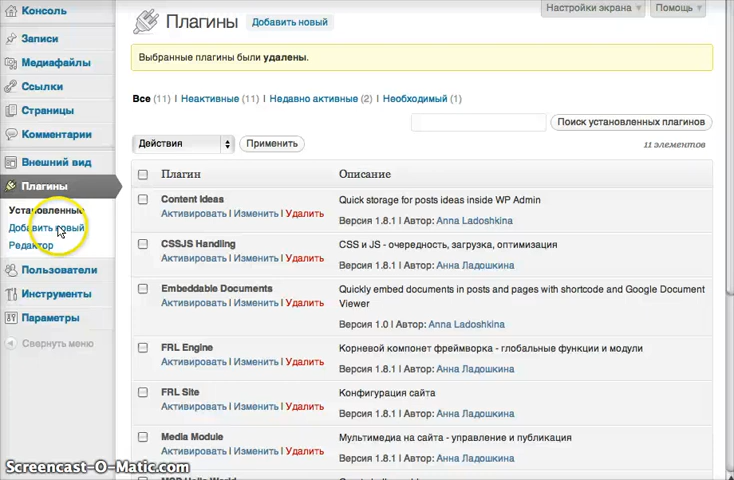 Консоль
Записи
Медиафайлы
Ссылки
Страницы
Комментарии
Внешний вид
Плагины
Установленные
Добавить новый
Редактор
Пользователи
Инструменты
Параметры
Свернуть меню
Настройки экрана
Помощь
Плагины
Добавить новый
Выбранные плагины были удалены.
Все (11) | Неактивные (11) | Недавно активные (2) | Необходимый (1)
Поиск установленных плагинов
Действия
Применить
11 элементов
Плагин Описание
Content Ideas
Активировать | Изменить | Удалить
Quick storage for posts ideas inside WP Admin
Версия 1.8.1 | Автор: Anna Ladoshkina
CSSJS Handling
Активировать | Изменить | Удалить
CSS и JS - очередность, загрузка, оптимизация
Версия 1.8.1 | Автор: Анна Ладошкина
Embeddable Documents
Активировать | Изменить | Удалить
Quickly embed documents in posts and pages with shortcode and Google Document
Viewer
Версия 1.0 | Автор: Anna Ladoshkina
FRL Engine
Активировать | Изменить | Удалить
Корневой компонет фреймворка - глобальные функции и модули
Версия 1.8.1 | Автор: Анна Ладошкина
FRL Site
Активировать | Изменить | Удалить
Конфигурация сайта
Версия 1.8.1 | Автор: Анна Ладошкина
Media Module
Активировать | Изменить | Удалить
Мультимедиа на сайта - управление и публикация
Версия 1.8.1 | Автор: Анна Ладошкина
Screencast-O-Matic.com